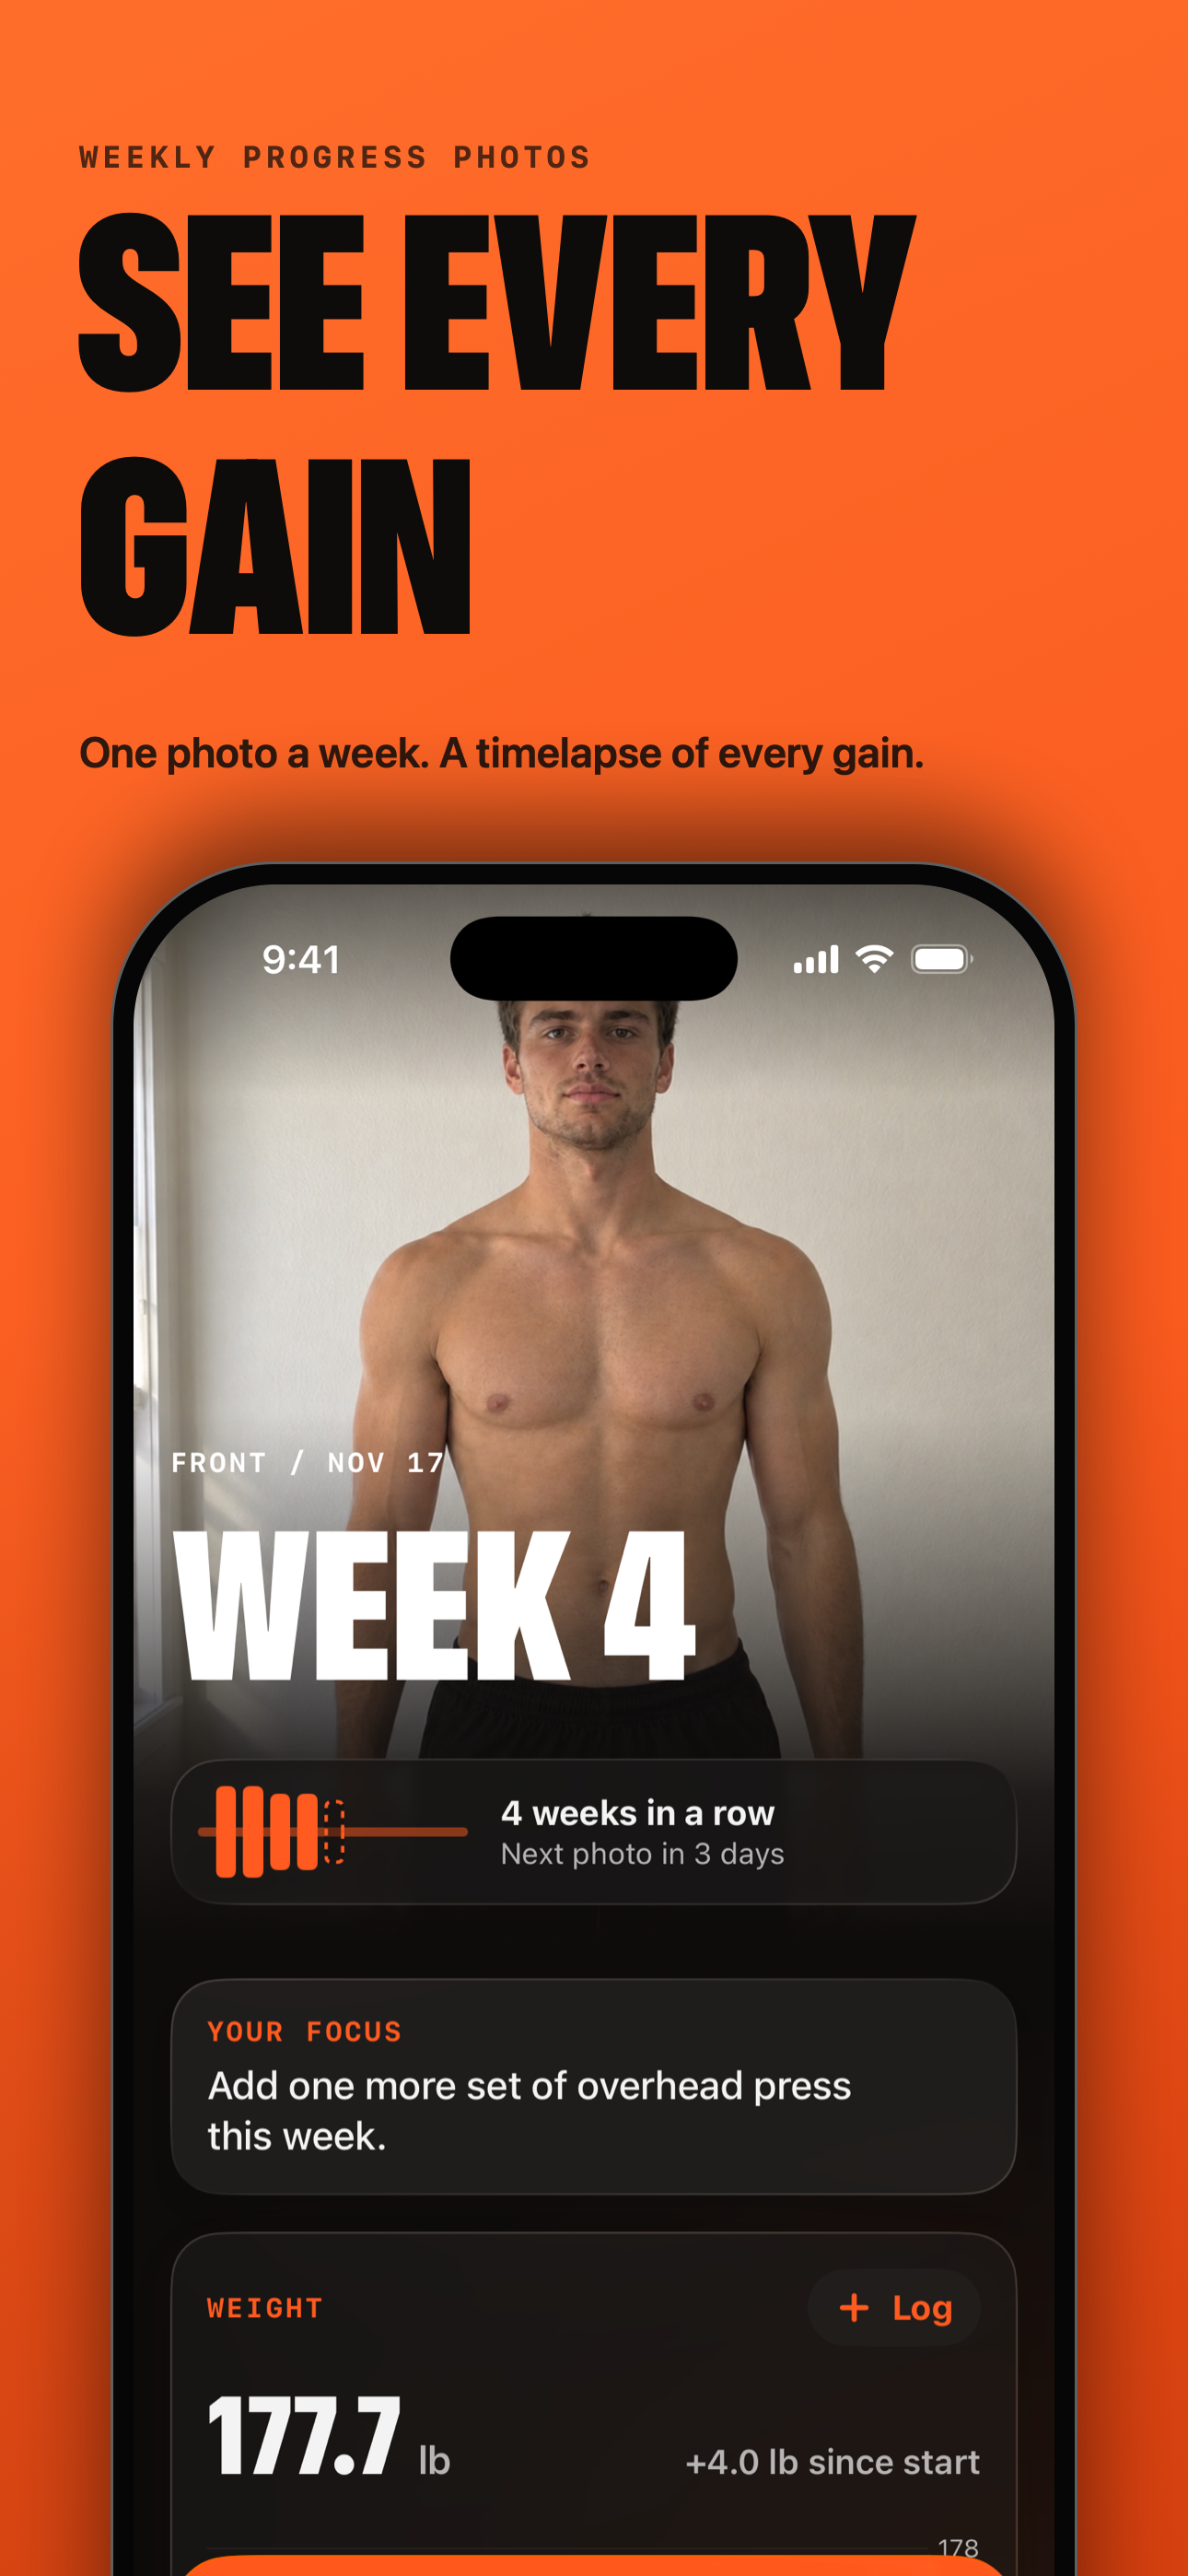 WEEKLY PROGRESS PHOTOS
SEE EVERY
GAIN
One photo a week. A timelapse of every gain.
9:41
FRONT / NOV 17
WEEK 4
4 weeks in a row
Next photo in 3 days
YOUR FOCUS
Add one more set of overhead press
this week.
WEIGHT
+ Log
177.7 lb
+4.0 lb since start
178